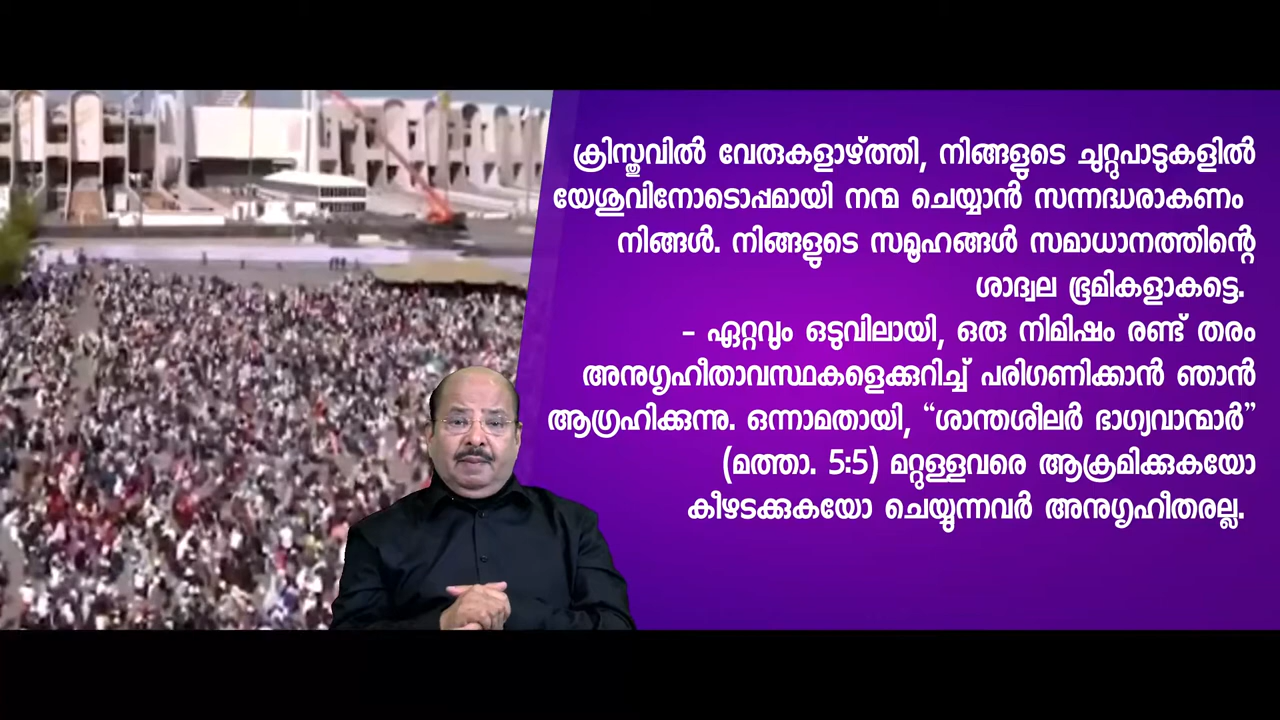 ക്രിസ്തുവിൽ വേരുകളാഴ്ത്തി, നിങ്ങളുടെ ചുറ്റുപാടുകളിൽ
യേശുവിനോടൊപ്പമായി നന്മ ചെയ്യാൻ സന്നദ്ധരാകണം
നിങ്ങൾ. നിങ്ങളുടെ സമൂഹങ്ങൾ സമാധാനത്തിന്റെ
ശാദ്വല ഭൂമികളാകട്ടെ.
– ഏറ്റവും ഒടുവിലായി, ഒരു നിമിഷം രണ്ട് തരം
അനുഗൃഹീതാവസ്ഥകളെക്കുറിച്ച് പരിഗണിക്കാൻ ഞാൻ
ആഗ്രഹിക്കുന്നു. ഒന്നാമതായി, “ശാന്തശീലർ ഭാഗ്യവാന്മാർ”
(മത്താ. 5:5) മറ്റുള്ളവരെ ആക്രമിക്കുകയോ
കീഴടക്കുകയോ ചെയ്യുന്നവർ അനുഗൃഹീതരല്ല.